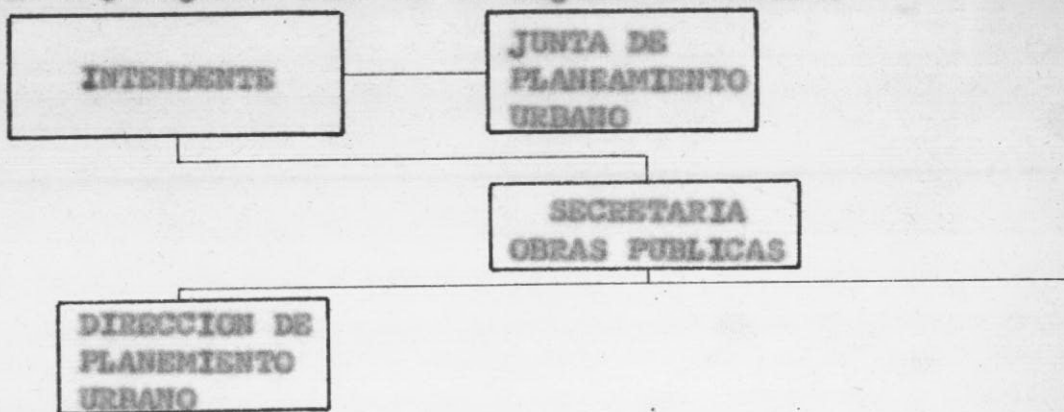 INTENDENTE
JUNTA DE
PLANEAMIENTO
URBANO
SECRETARIA
OBRAS PUBLICAS
DIRECCION DE
PLANEMIENTO
URBANO